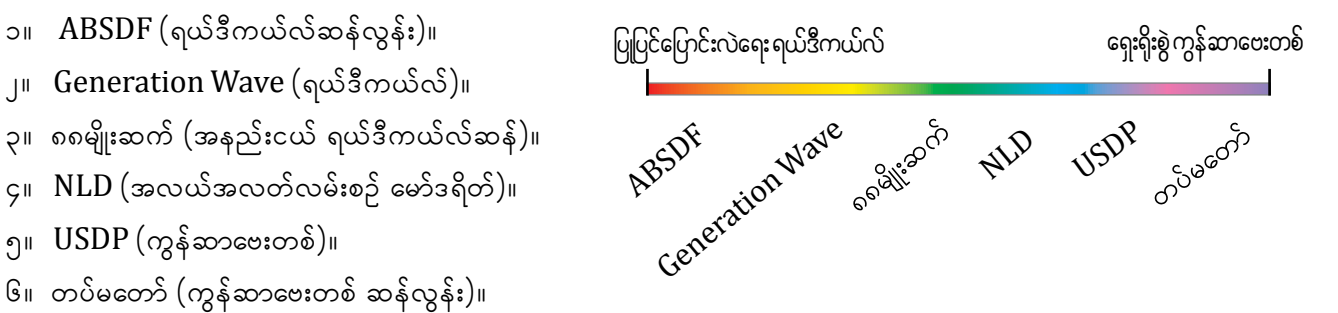 ၁။ ABSDF (ရယ်ဒီကယ်လ်ဆန်လွန်း)။
၂။ Generation Wave (ရယ်ဒီကယ်လ်)။
၃။ ၈၈မျိုးဆက် (အနည်းငယ် ရယ်ဒီကယ်လ်ဆန်)။
၄။ NLD (အလယ်အလတ်လမ်းစဉ် မော်ဒရိတ်)။
၅။ USDP (ကွန်ဆာဗေးတစ်)။
၆။ တပ်မတော် (ကွန်ဆာဗေးတစ် ဆန်လွန်း)။
ပြုပြင်ပြောင်းလဲရေး ရယ်ဒီကယ်လ်
ရှေးရိုးစွဲ ကွန်ဆာဗေးတစ်
ABSDF
Generation Wave
၈၈မျိုးဆက်
NLD
USDP
တပ်မတော်